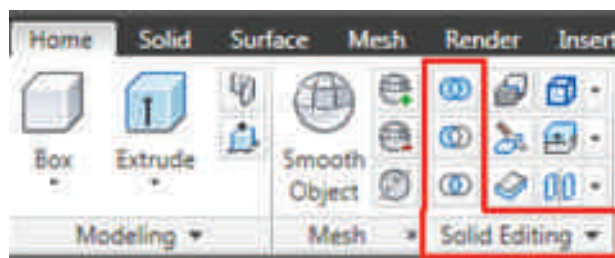 Home Solid Surface Mesh Render Insert
Box Extrude Smooth Object
Modeling Mesh Solid Editing